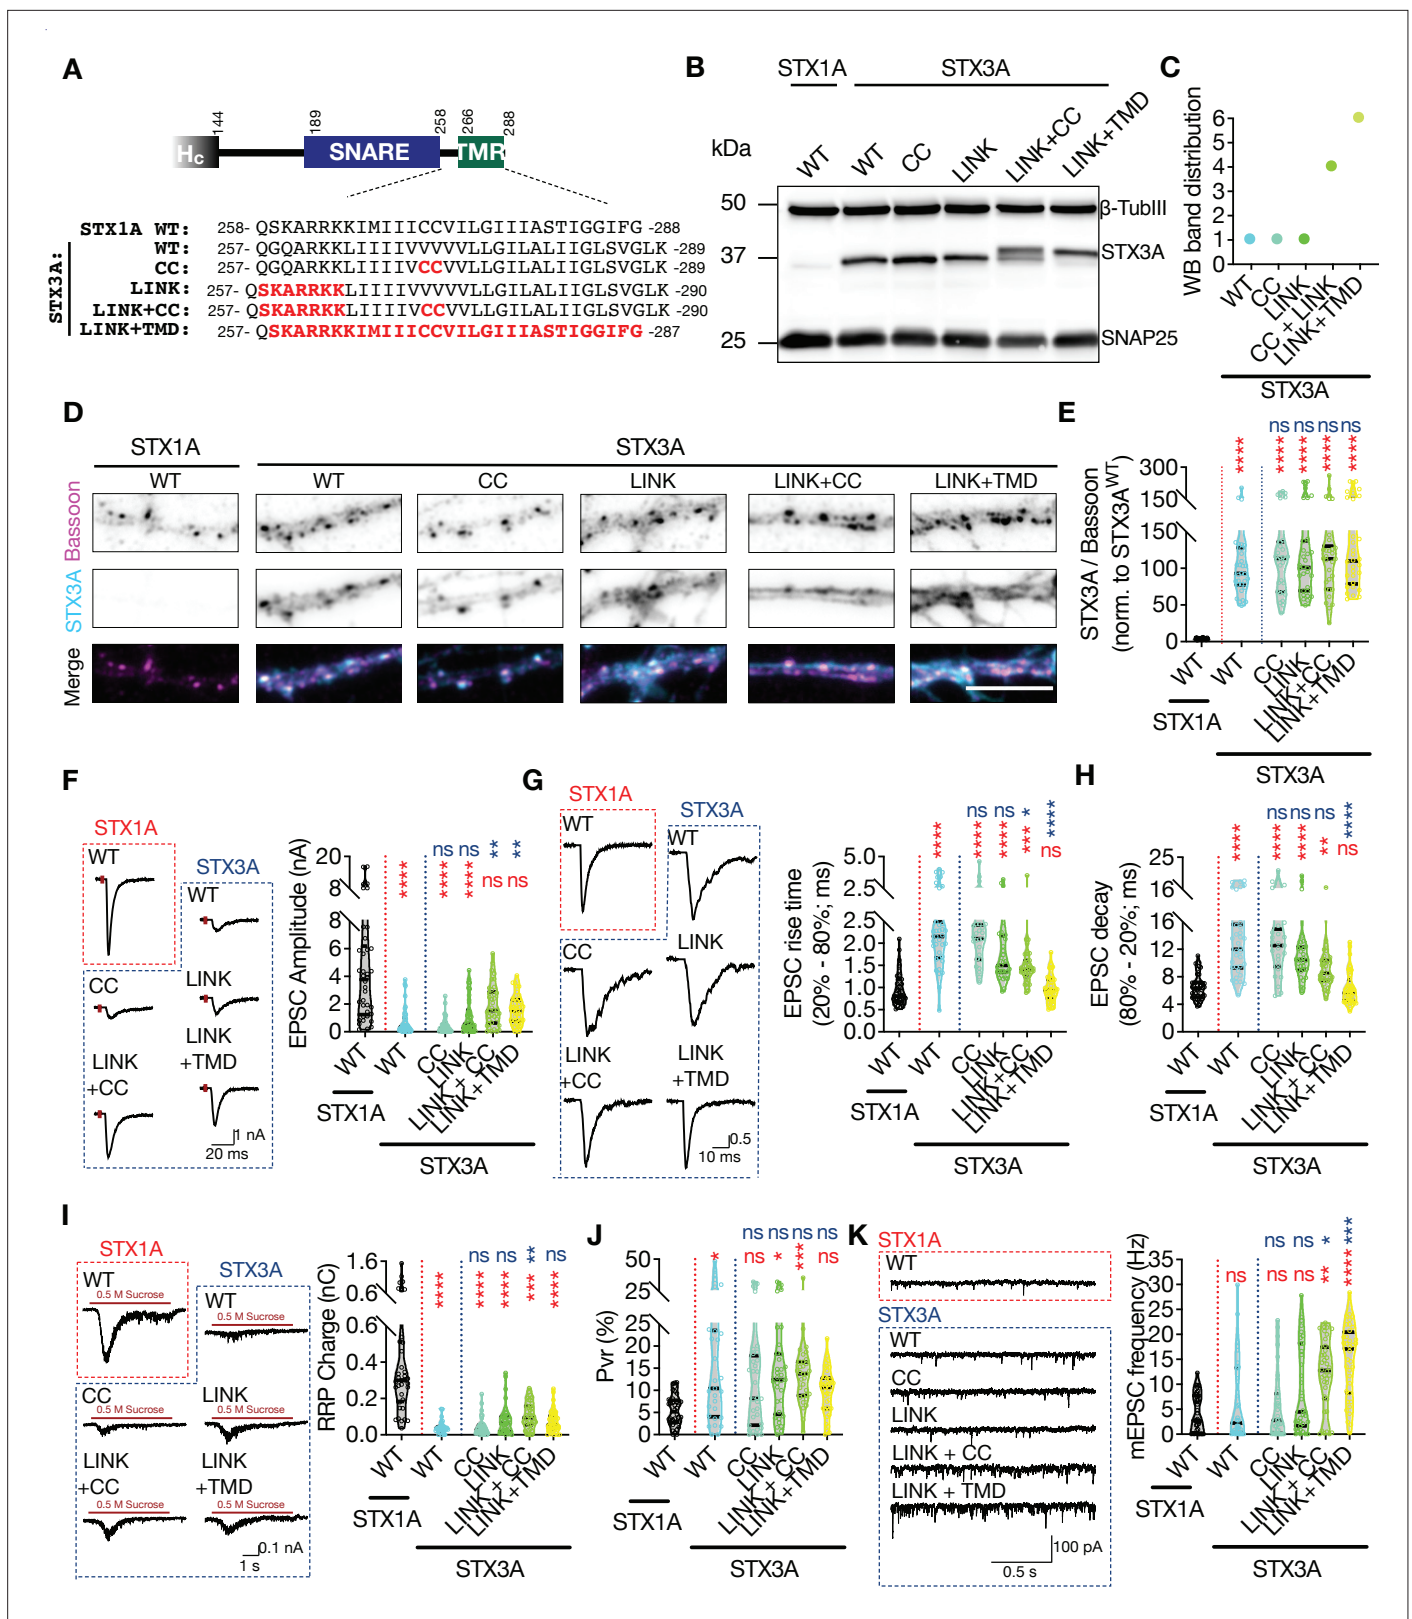 A
144
189
258
266
288
Hc
SNARE
TMR
STX1A WT: 258- QSKARRKKIMIIICCVILGIIIASTIGGIFG -288
STX3A:
WT: 257- QGQARKKLIIIIVVVVVLLGILALIIGLSVGLK -289
CC: 257- QGQARKKLIIIIVCCVVLLGILALIIGLSVGLK -289
LINK: 257- QSKARRKKLIIIIVVVVVLLGILALIIGLSVGLK -290
LINK+CC: 257- QSKARRKKLIIIIVCCVVLLGILALIIGLSVGLK -290
LINK+TMD: 257- QSKARRKKIMIIICCVILGIIIASTIGGIFG -287
B
STX1A
STX3A
kDa
WT
WT
CC
LINK
LINK+CC
LINK+TMD
50
β-TubIII
37
STX3A
25
SNAP25
C
WB band distribution
6
5
4
3
2
1
0
WT
CC
LINK
CC + LINK
LINK+TMD
STX3A
D
STX1A
STX3A
WT
WT
CC
LINK
LINK+CC
LINK+TMD
Bassoon
STX3A
Merge
E
ns ns ns ns
**** **** **** **** ****
STX3A / Bassoon
(norm. to STX3A^WT)
300
150
150
100
50
0
WT
WT
CC
LINK
LINK+CC
LINK+TMD
STX1A
STX3A
F
STX1A
WT
STX3A
WT
CC
LINK
LINK
+CC
LINK
+TMD
1 nA
20 ms
EPSC Amplitude (nA)
ns ns ** **
**** **** **** ns ns
20
8
8
6
4
2
0
WT
WT
CC
LINK
LINK+ CC
LINK+TMD
STX1A
STX3A
G
STX1A
WT
STX3A
WT
CC
LINK
LINK
+CC
LINK
+TMD
0.5
10 ms
EPSC rise time
(20% - 80%, ms)
ns ns * ****
**** **** **** *** ns
5.0
2.5
2.5
2.0
1.5
1.0
0.5
0.0
WT
WT
CC
LINK
LINK+CC
LINK+TMD
STX1A
STX3A
H
EPSC decay
(80% - 20%, ms)
ns ns ns ****
**** **** **** ** ns
25
16
16
12
8
4
0
WT
WT
CC
LINK
LINK + CC
LINK+TMD
STX1A
STX3A
I
STX1A
WT
0.5 M Sucrose
STX3A
WT
0.5 M Sucrose
CC
0.5 M Sucrose
LINK
0.5 M Sucrose
LINK
+CC
0.5 M Sucrose
LINK
+TMD
0.5 M Sucrose
0.1 nA
1 s
RRP Charge (nC)
ns ns ** ns
**** **** **** *** ****
1.6
0.6
0.6
0.4
0.2
0.0
WT
WT
CC
LINK
LINK + CC
LINK+TMD
STX1A
STX3A
J
Pvr (%)
ns ns ns ns
* ns * *** ns
50
25
25
20
15
10
5
0
WT
WT
CC
LINK
LINK + CC
LINK+TMD
STX1A
STX3A
K
STX1A
WT
STX3A
WT
CC
LINK
LINK + CC
LINK + TMD
100 pA
0.5 s
mEPSC frequency (Hz)
ns ns * ***
ns ns ns ** ****
35
30
25
20
15
10
5
0
WT
WT
CC
LINK
LINK + CC
LINK+TMD
STX1A
STX3A